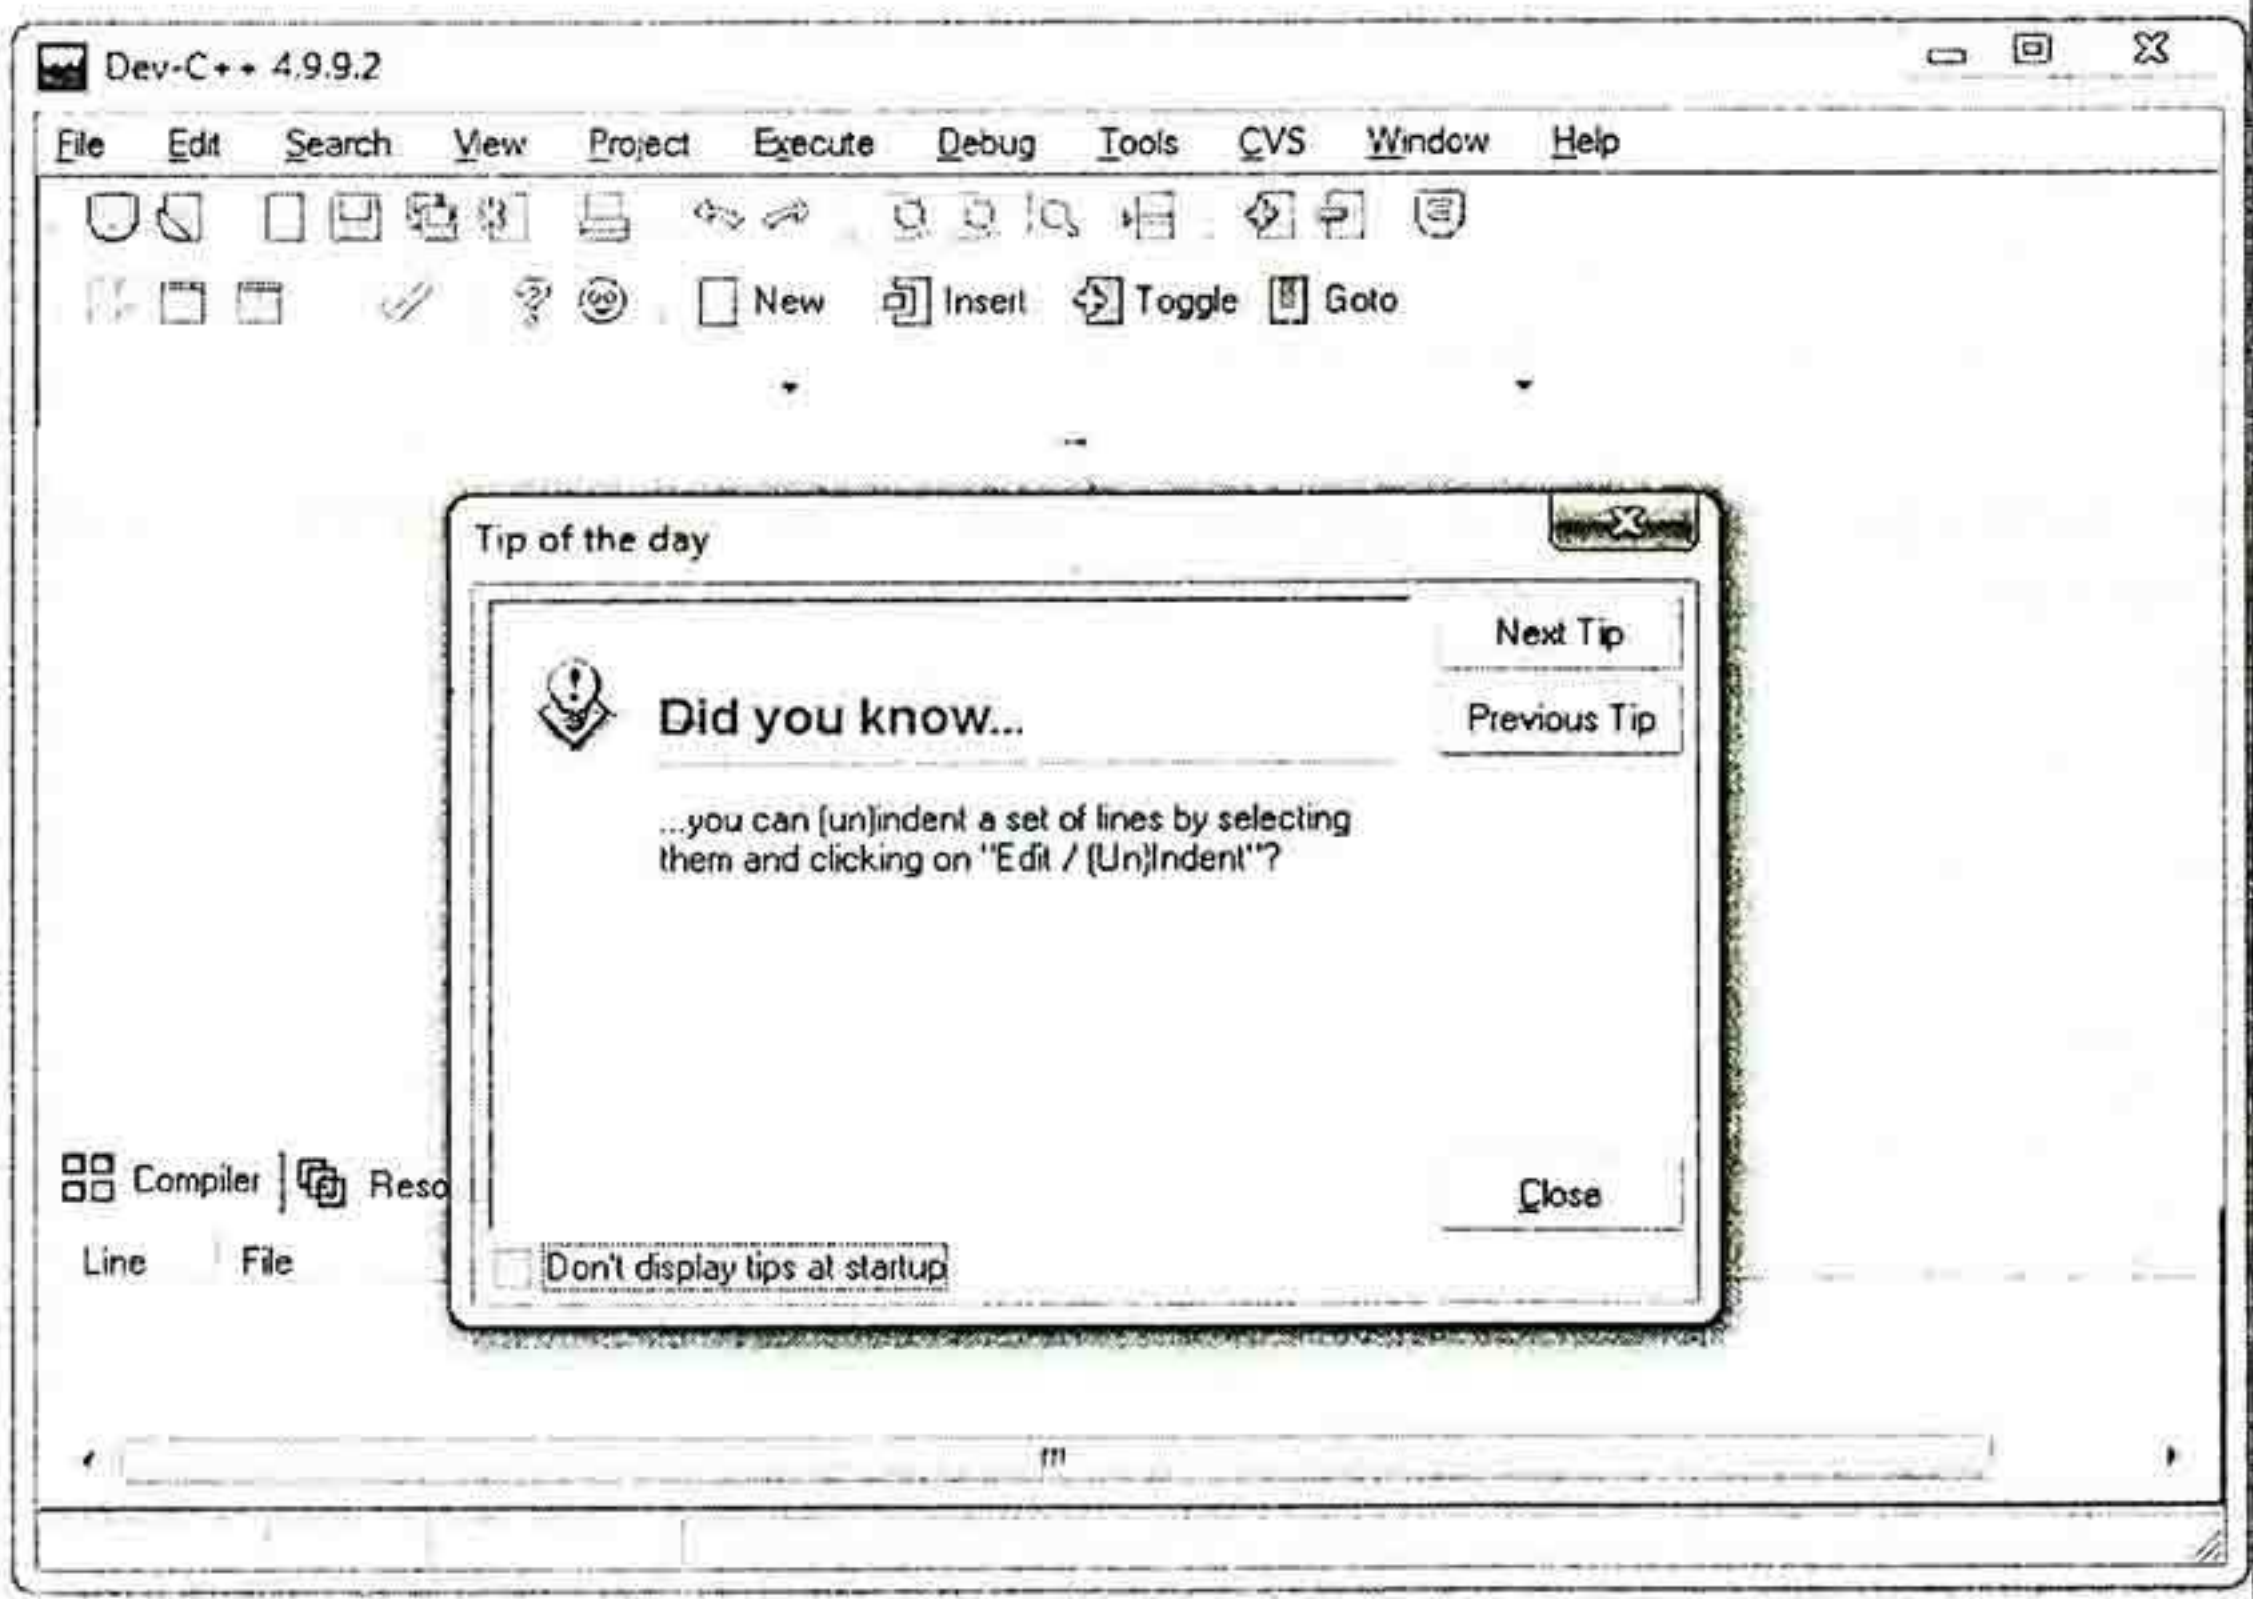 Dev-C++ 4.9.9.2
File Edit Search View Project Execute Debug Tools CVS Window Help
New Insert Toggle Goto
Tip of the day
Next Tip
Did you know...
Previous Tip
...you can (un)indent a set of lines by selecting
them and clicking on "Edit / (Un)Indent"?
Compiler Reso
Close
Line File
Don't display tips at startup